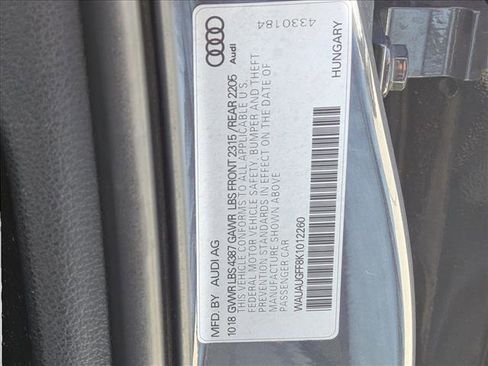 4330184
Audi
MFD. BY AUDI AG
1018 GVWR LBS 4387 GAWR LBS FRONT 2315 / REAR 2205
THIS VEHICLE CONFORMS TO ALL APPLICABLE U.S.
FEDERAL MOTOR VEHICLE SAFETY, BUMPER AND THEFT
PREVENTION STANDARDS IN EFFECT ON THE DATE OF
MANUFACTURE SHOWN ABOVE
PASSENGER CAR
WAUAUGFF8K1012260
HUNGARY